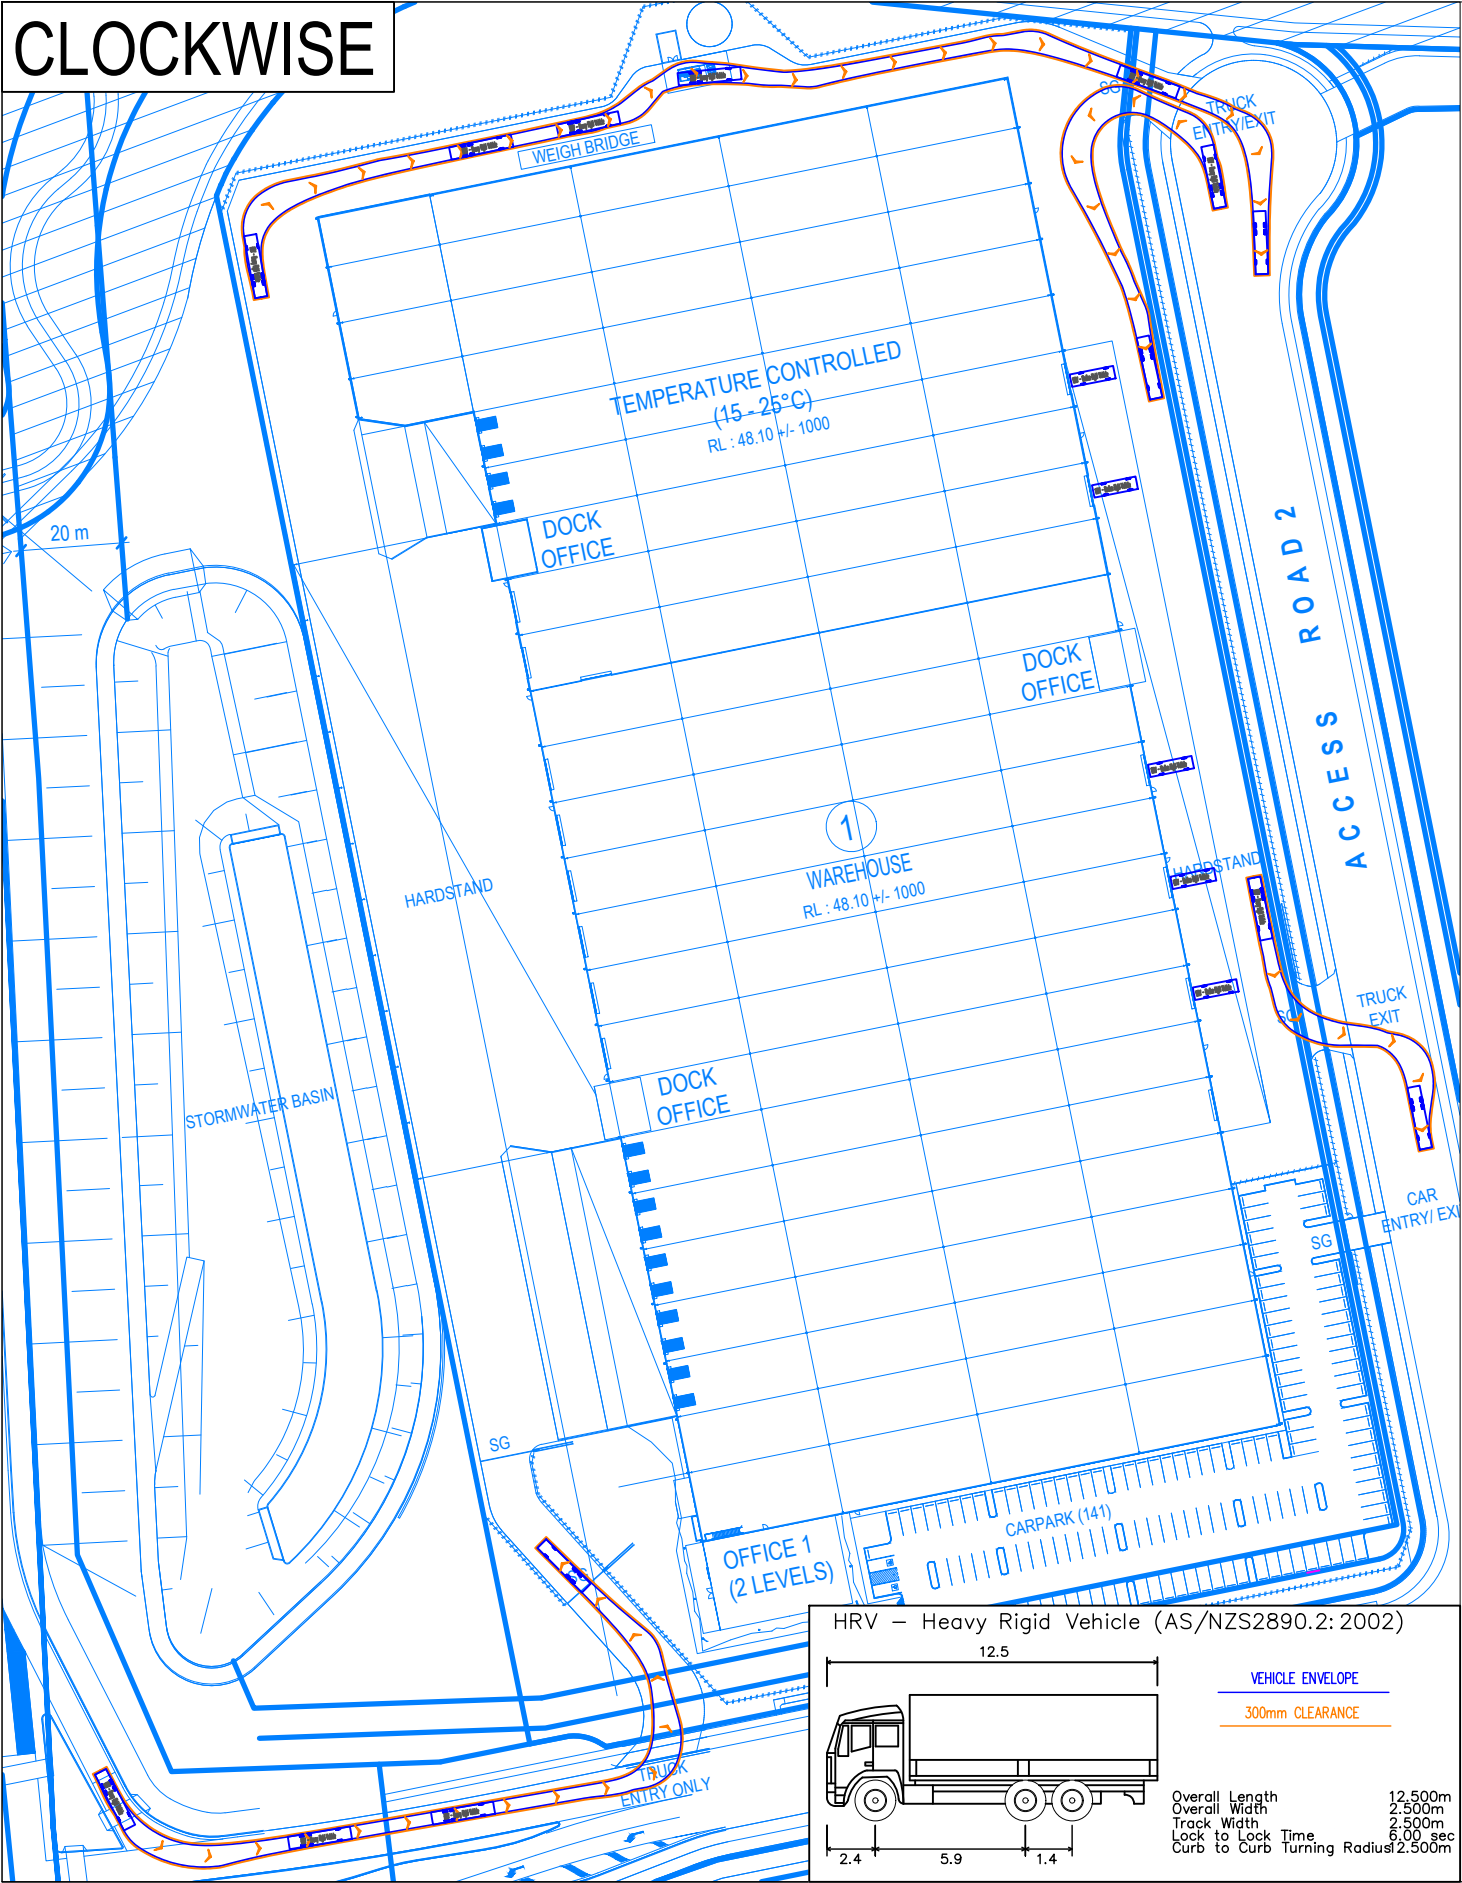 CLOCKWISE
SG
TRUCK
ENTRY/EXIT
WEIGH BRIDGE
TEMPERATURE CONTROLLED
(15 - 25°C)
RL : 48.10 +/- 1000
20 m
DOCK
OFFICE
ACCESS ROAD 2
DOCK
OFFICE
1
WAREHOUSE
RL : 48.10 +/- 1000
HARDSTAND
HARDSTAND
TRUCK
EXIT
SG
DOCK
OFFICE
STORMWATER BASIN
CAR
ENTRY/ EXI
SG
SG
CARPARK (141)
OFFICE 1
(2 LEVELS)
TRUCK
ENTRY ONLY
HRV – Heavy Rigid Vehicle (AS/NZS2890.2:2002)
12.5
VEHICLE ENVELOPE
300mm CLEARANCE
2.4 5.9 1.4
Overall Length 12.500m
Overall Width 2.500m
Track Width 2.500m
Lock to Lock Time 6.00 sec
Curb to Curb Turning Radius 12.500m